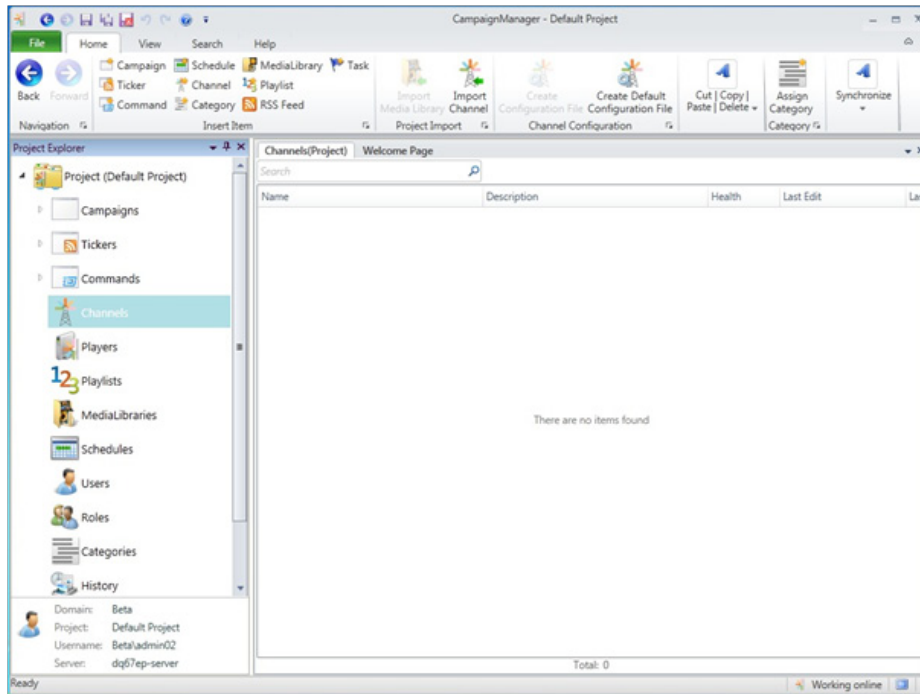 CampaignManager - Default Project
File Home View Search Help
Campaign Schedule MediaLibrary Task
Ticker Channel Playlist
Command Category RSS Feed
Back Forward
Import Media Library
Import Channel
Create Configuration File
Create Default Configuration File
Cut | Copy | Paste | Delete
Assign Category
Synchronize
Navigation Insert Item Project Import Channel Configuration Category
Project Explorer
Channels(Project) Welcome Page
Search
Name Description Health Last Edit La
Project (Default Project)
Campaigns
Tickers
Commands
Channels
Players
123 Playlists
MediaLibraries
Schedules
Users
Roles
Categories
History
There are no items found
Domain: Beta
Project: Default Project
Username: Beta\admin02
Server: dq67ep-server
Total: 0
Ready
Working online